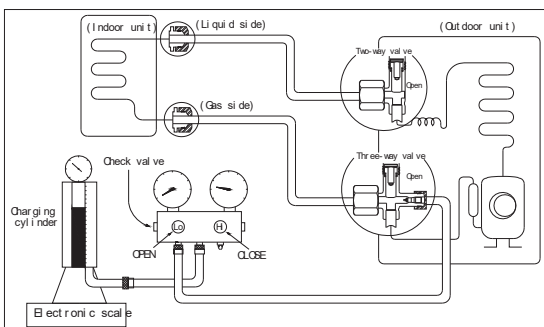 (Indoor unit)
(Liquid side)
(Outdoor unit)
Two-way valve
Open
(Gas side)
Three-way valve
Open
Check valve
Charging
cylinder
Lo
Hi
OPEN
CLOSE
Electronic scale